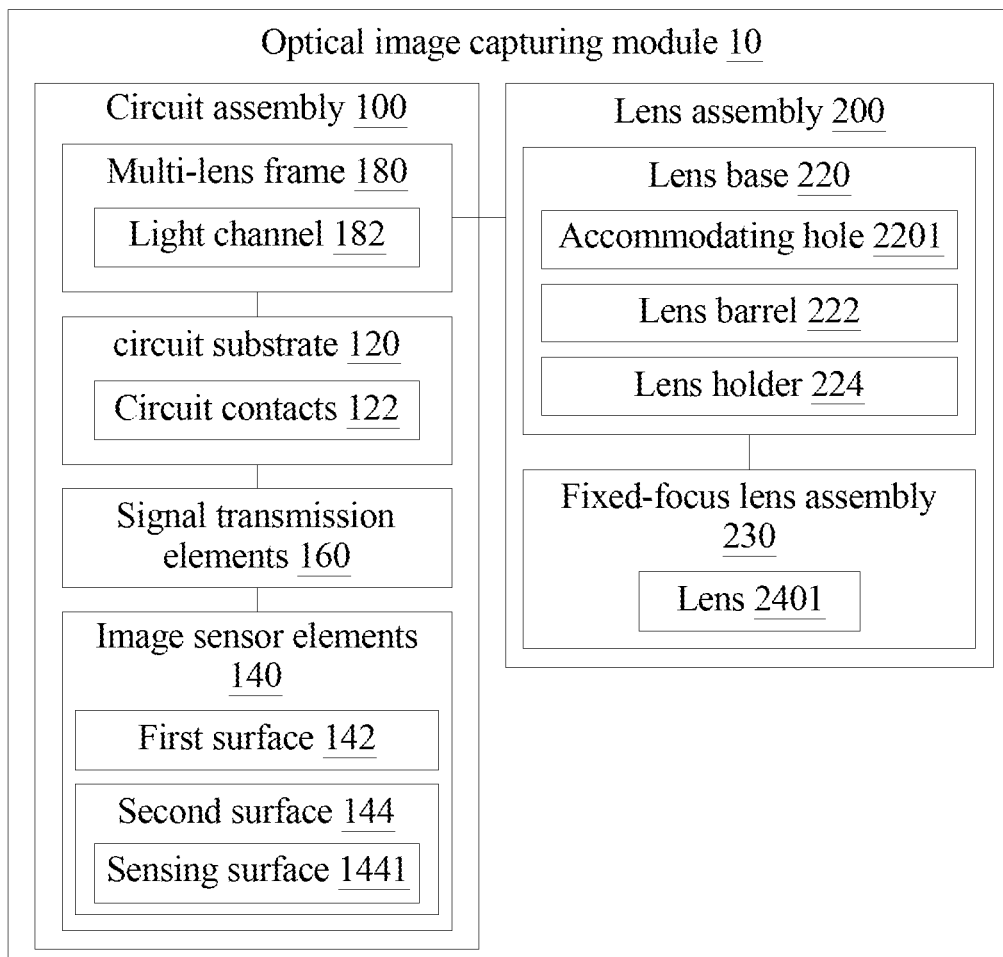 Optical image capturing module 10
Circuit assembly 100
Multi-lens frame 180
Light channel 182
circuit substrate 120
Circuit contacts 122
Signal transmission
elements 160
Image sensor elements
140
First surface 142
Second surface 144
Sensing surface 1441
Lens assembly 200
Lens base 220
Accommodating hole 2201
Lens barrel 222
Lens holder 224
Fixed-focus lens assembly
230
Lens 2401